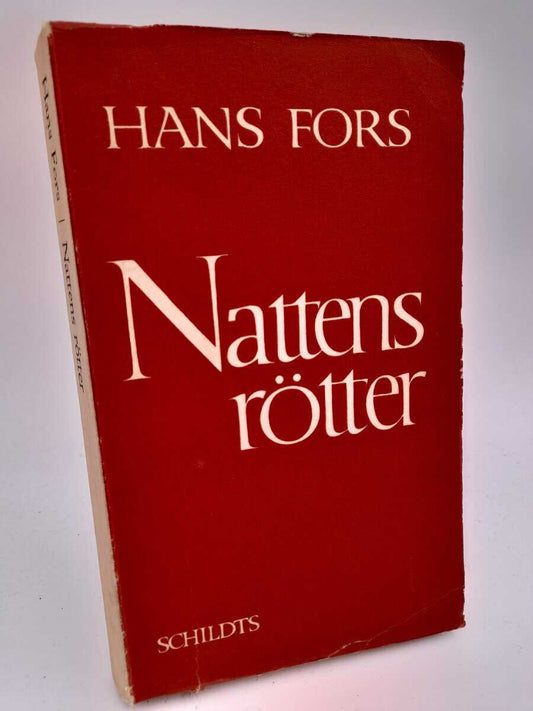 HANS FORS
Nattens
rötter
SCHILDTS
Hans Fors / Nattens rötter